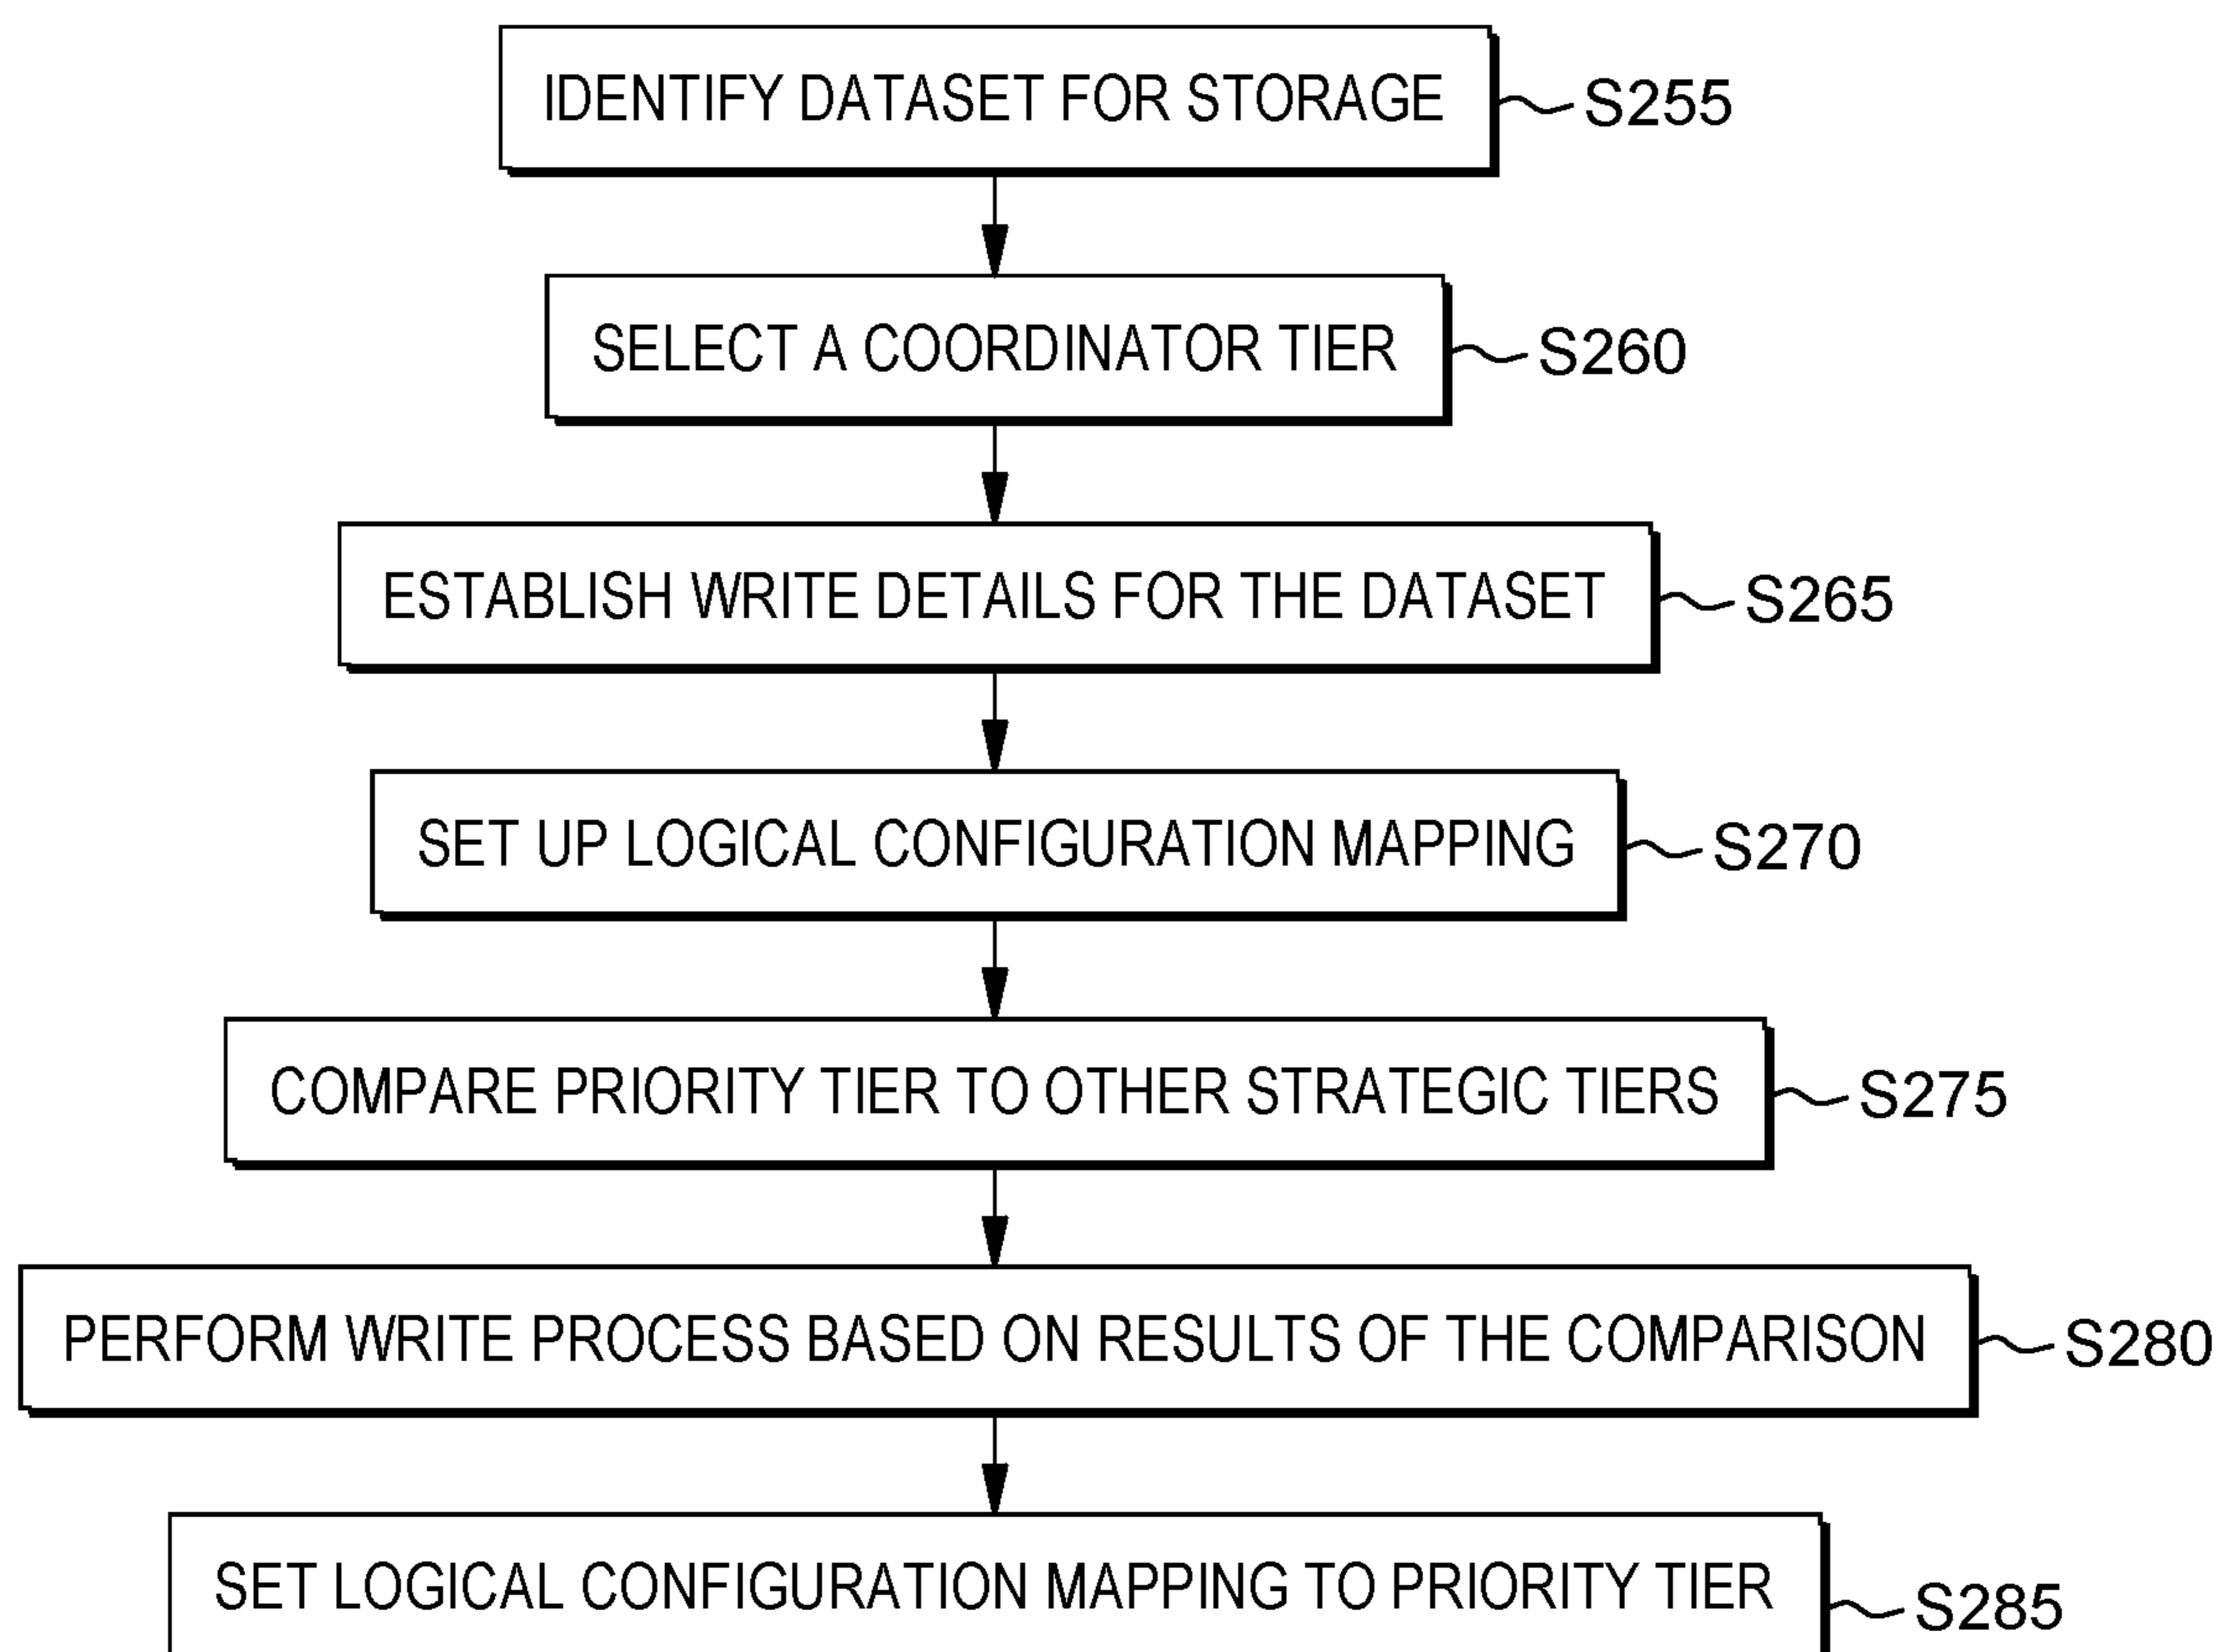 IDENTIFY DATASET FOR STORAGE S255
SELECT A COORDINATOR TIER S260
ESTABLISH WRITE DETAILS FOR THE DATASET S265
SET UP LOGICAL CONFIGURATION MAPPING S270
COMPARE PRIORITY TIER TO OTHER STRATEGIC TIERS S275
PERFORM WRITE PROCESS BASED ON RESULTS OF THE COMPARISON S280
SET LOGICAL CONFIGURATION MAPPING TO PRIORITY TIER S285